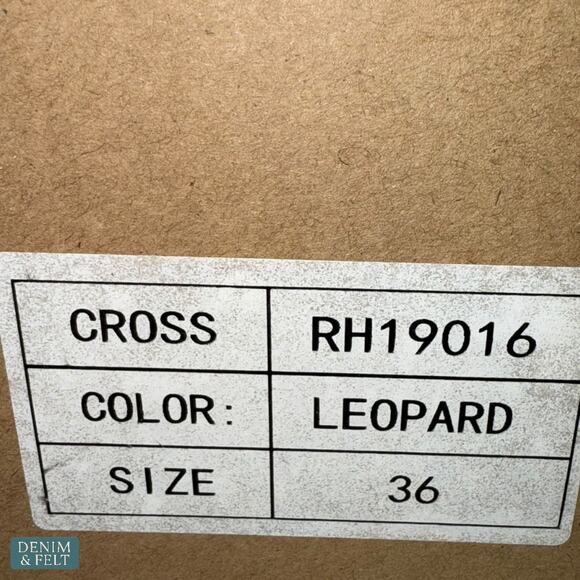 CROSS RH19016
COLOR: LEOPARD
SIZE 36
DENIM
& FELT